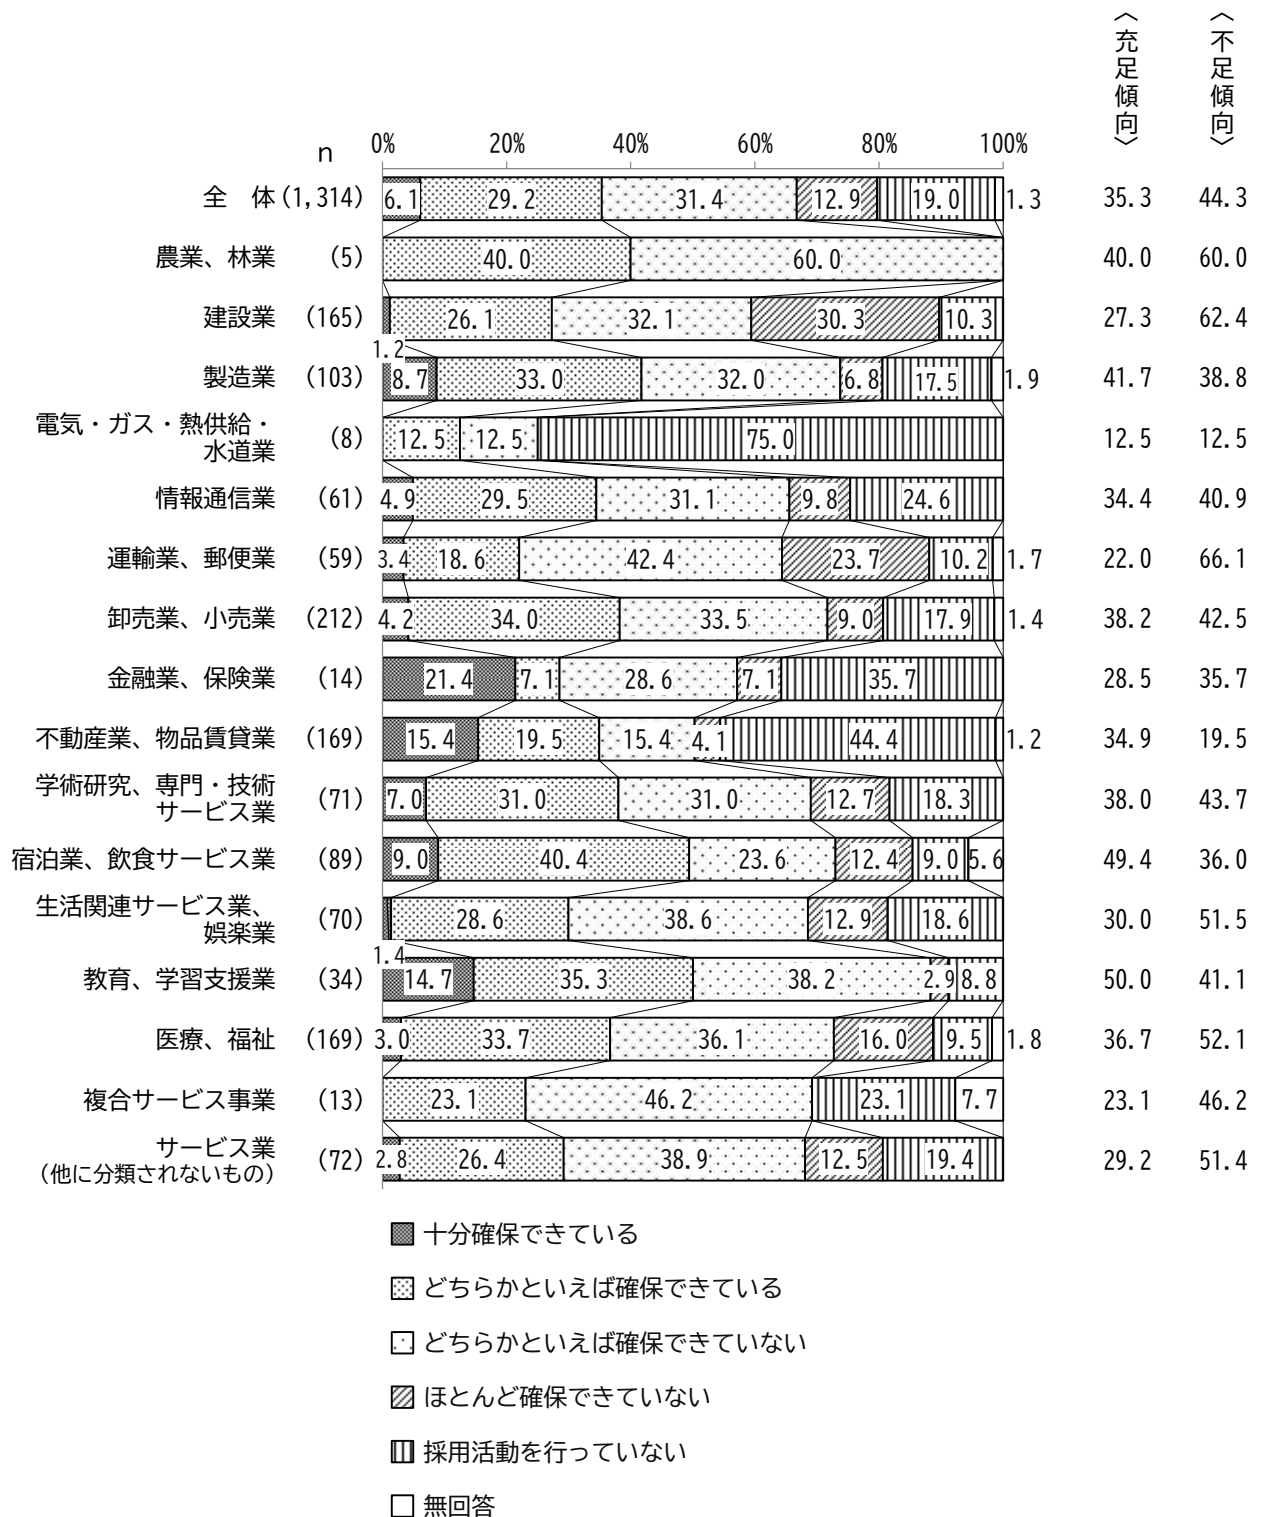 〈充足傾向〉 〈不足傾向〉
n 0% 20% 40% 60% 80% 100%
全　体 (1,314) 6.1 29.2 31.4 12.9 19.0 1.3 35.3 44.3
農業、林業 (5) 40.0 60.0 40.0 60.0
建設業 (165) 26.1 32.1 30.3 10.3 27.3 62.4
1.2
製造業 (103) 8.7 33.0 32.0 6.8 17.5 1.9 41.7 38.8
電気・ガス・熱供給・
水道業 (8) 12.5 12.5 75.0 12.5 12.5
情報通信業 (61) 4.9 29.5 31.1 9.8 24.6 34.4 40.9
運輸業、郵便業 (59) 3.4 18.6 42.4 23.7 10.2 1.7 22.0 66.1
卸売業、小売業 (212) 4.2 34.0 33.5 9.0 17.9 1.4 38.2 42.5
金融業、保険業 (14) 21.4 7.1 28.6 7.1 35.7 28.5 35.7
不動産業、物品賃貸業 (169) 15.4 19.5 15.4 4.1 44.4 1.2 34.9 19.5
学術研究、専門・技術
サービス業 (71) 7.0 31.0 31.0 12.7 18.3 38.0 43.7
宿泊業、飲食サービス業 (89) 9.0 40.4 23.6 12.4 9.0 5.6 49.4 36.0
生活関連サービス業、
娯楽業 (70) 28.6 38.6 12.9 18.6 30.0 51.5
1.4
教育、学習支援業 (34) 14.7 35.3 38.2 2.9 8.8 50.0 41.1
医療、福祉 (169) 3.0 33.7 36.1 16.0 9.5 1.8 36.7 52.1
複合サービス事業 (13) 23.1 46.2 23.1 7.7 23.1 46.2
サービス業
（他に分類されないもの） (72) 2.8 26.4 38.9 12.5 19.4 29.2 51.4
十分確保できている
どちらかといえば確保できている
どちらかといえば確保できていない
ほとんど確保できていない
採用活動を行っていない
無回答